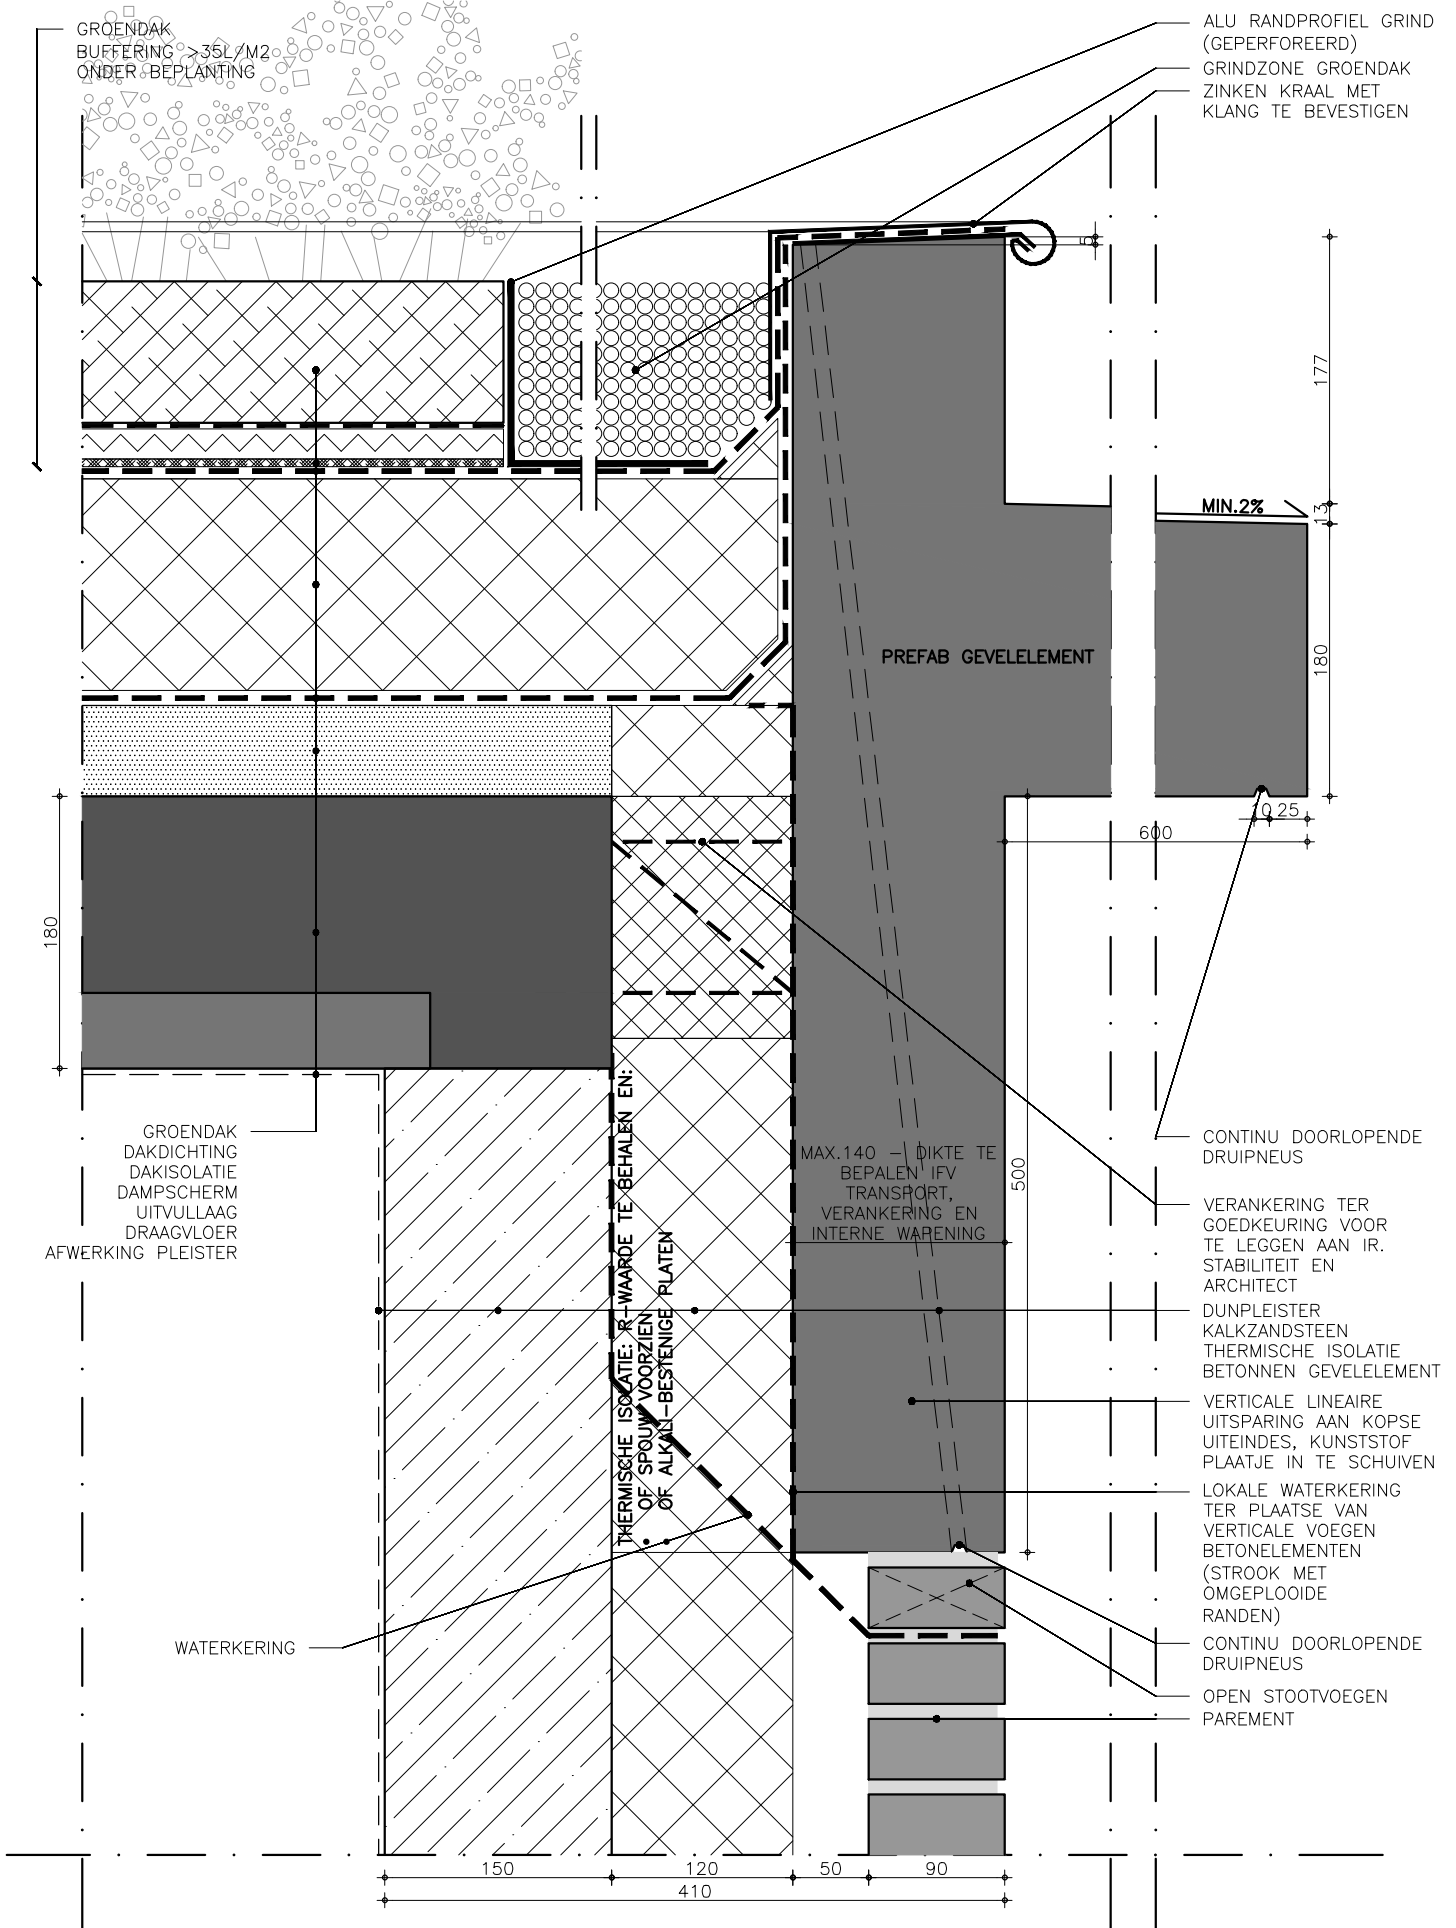 GROENDAK
BUFFERING >35L/M2
ONDER BEPLANTING
ALU RANDPROFIEL GRIND
(GEPERFOREERD)
GRINDZONE GROENDAK
ZINKEN KRAAL MET
KLANG TE BEVESTIGEN
5
177
MIN.2%
13
PREFAB GEVELELEMENT
180
10
25
600
180
GROENDAK
DAKDICHTING
DAKISOLATIE
DAMPSCHERM
UITVULLAAG
DRAAGVLOER
AFWERKING PLEISTER
THERMISCHE ISOLATIE: R-WAARDE TE BEHALEN EN:
OF SPOUW VOORZIEN
OF ALKALI-BESTENIGE PLATEN
MAX.140 - DIKTE TE
BEPALEN IFV
TRANSPORT,
VERANKERING EN
INTERNE WAPENING
500
CONTINU DOORLOPENDE
DRUIPNEUS
VERANKERING TER
GOEDKEURING VOOR
TE LEGGEN AAN IR.
STABILITEIT EN
ARCHITECT
DUNPLEISTER
KALKZANDSTEEN
THERMISCHE ISOLATIE
BETONNEN GEVELELEMENT
VERTICALE LINEAIRE
UITSPARING AAN KOPSE
UITEINDES, KUNSTSTOF
PLAATJE IN TE SCHUIVEN
LOKALE WATERKERING
TER PLAATSE VAN
VERTICALE VOEGEN
BETONELEMENTEN
(STROOK MET
OMGEPLOOIDE
RANDEN)
CONTINU DOORLOPENDE
DRUIPNEUS
OPEN STOOTVOEGEN
PAREMENT
WATERKERING
150
120
50
90
410